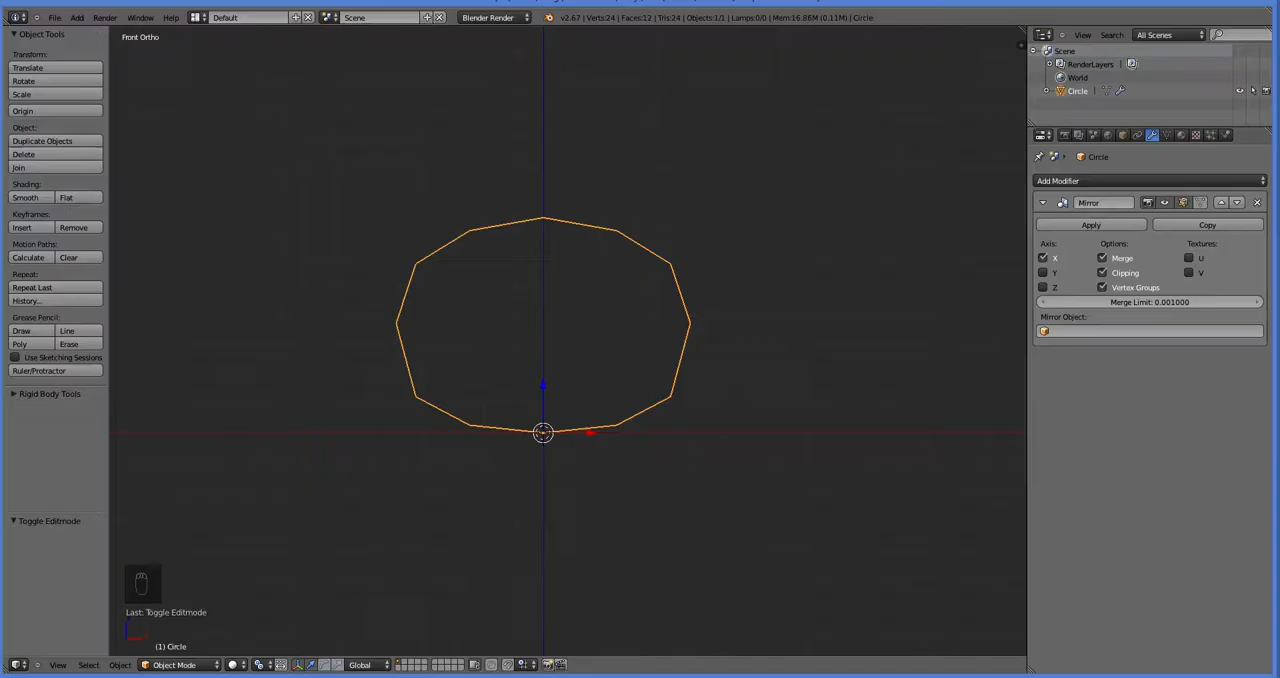 File Add Render Window Help Default Scene Blender Render v2.67 | Verts:24 | Faces:12 | Tris:24 | Objects:1/1 | Lamps:0/0 | Mem:16.86M (0.11M) | Circle
Object Tools
Transform:
Translate
Rotate
Scale
Origin
Object:
Duplicate Objects
Delete
Join
Shading:
Smooth Flat
Keyframes:
Insert Remove
Motion Paths:
Calculate Clear
Repeat:
Repeat Last
History...
Grease Pencil:
Draw Line
Poly Erase
Use Sketching Sessions
Ruler/Protractor
Rigid Body Tools
Toggle Editmode
Front Ortho
Last: Toggle Editmode
(1) Circle
View Select Object Object Mode Global
View Search All Scenes
Scene
RenderLayers |
World
Circle |
Circle
Add Modifier
Mirror
Apply Copy
Axis: Options: Textures:
X Merge U
Y Clipping V
Z Vertex Groups
Merge Limit: 0.001000
Mirror Object: